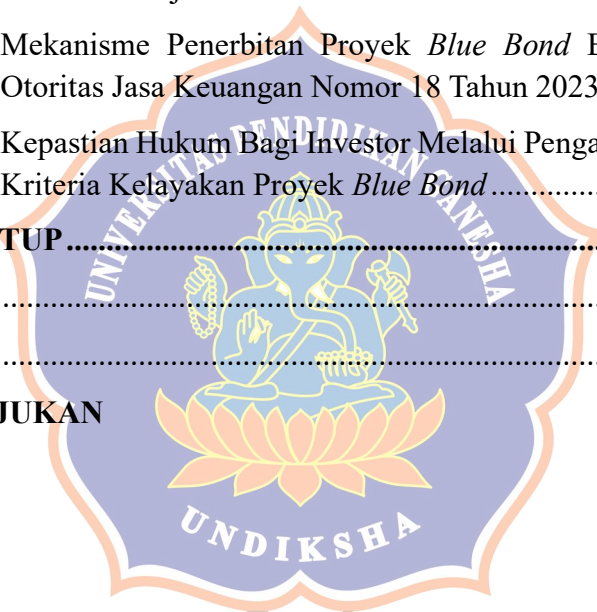 Mekanisme Penerbitan Proyek Blue Bond
Otoritas Jasa Keuangan Nomor 18 Tahun 2023
Kepastian Hukum Bagi Investor Melalui Penga
Kriteria Kelayakan Proyek Blue Bond..............
TUP
JUKAN
UNIVERSITAS PENDIDIKAN GANESHA
UNDIKSHA